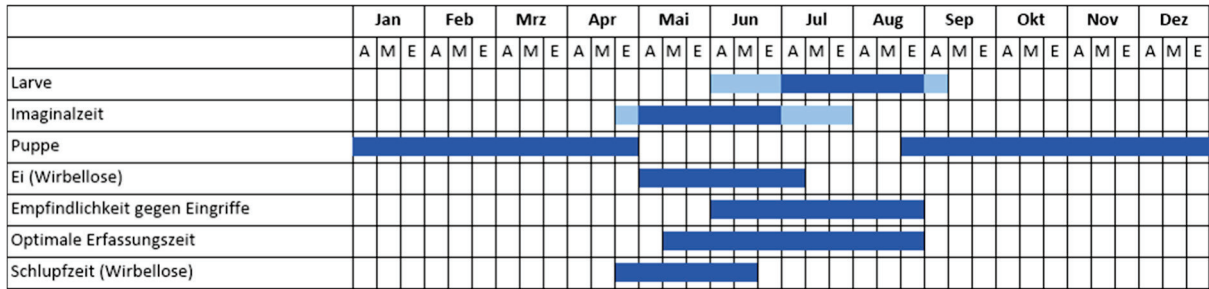 Jan Feb Mrz Apr Mai Jun Jul Aug Sep Okt Nov Dez
A M E A M E A M E A M E A M E A M E A M E A M E A M E A M E A M E A M E
Larve
Imaginalzeit
Puppe
Ei (Wirbellose)
Empfindlichkeit gegen Eingriffe
Optimale Erfassungszeit
Schlupfzeit (Wirbellose)